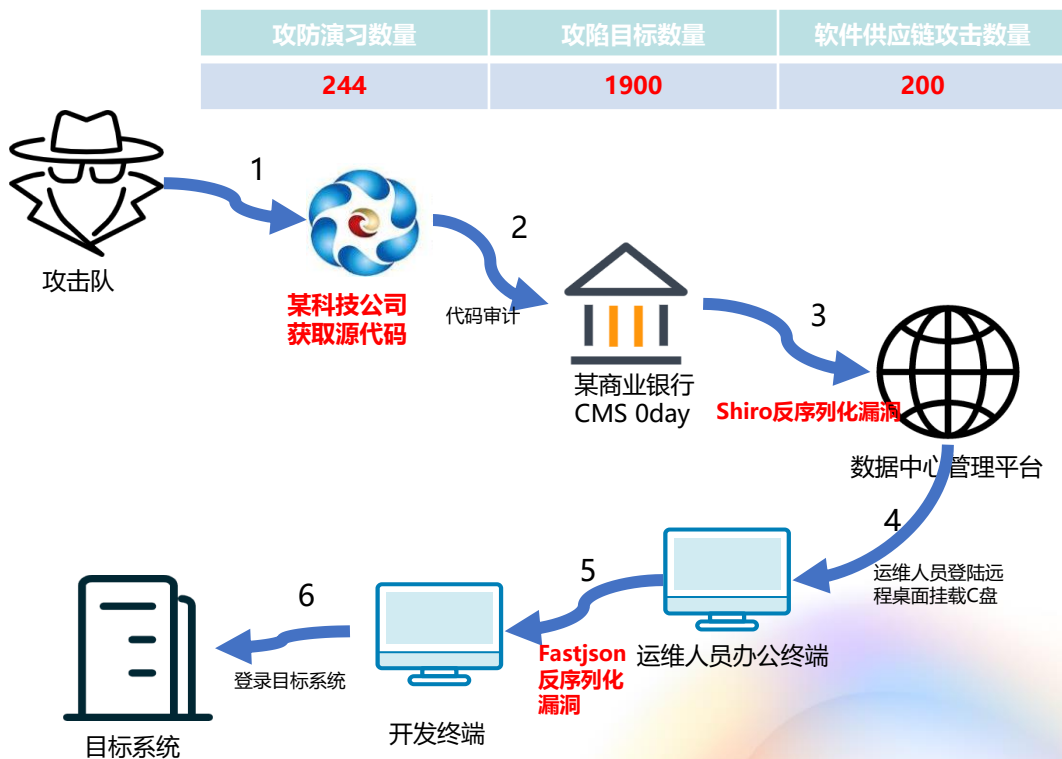 攻防演习数量 攻陷目标数量 软件供应链攻击数量
244 1900 200
1
攻击队
某科技公司
获取源代码
2
代码审计
某商业银行
CMS 0day
3
Shiro反序列化漏洞
数据中心管理平台
4
运维人员登陆远
程桌面挂载C盘
运维人员办公终端
5
Fastjson
反序列化
漏洞
开发终端
6
登录目标系统
目标系统